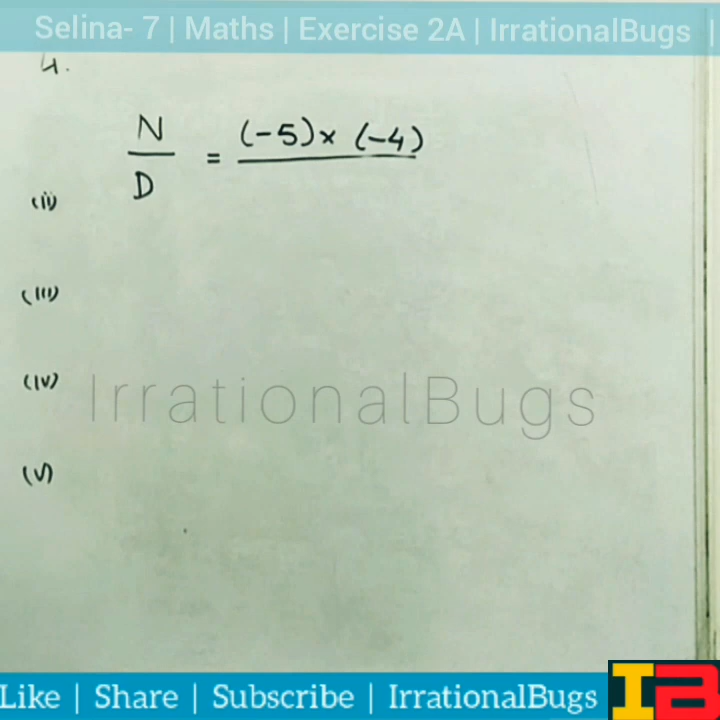 Selina- 7 | Maths | Exercise 2A | IrrationalBugs |
4.
N/D = (-5) × (-4)
(ii)
(iii)
(iv)
IrrationalBugs
(v)
Like | Share | Subscribe | IrrationalBugs
IB